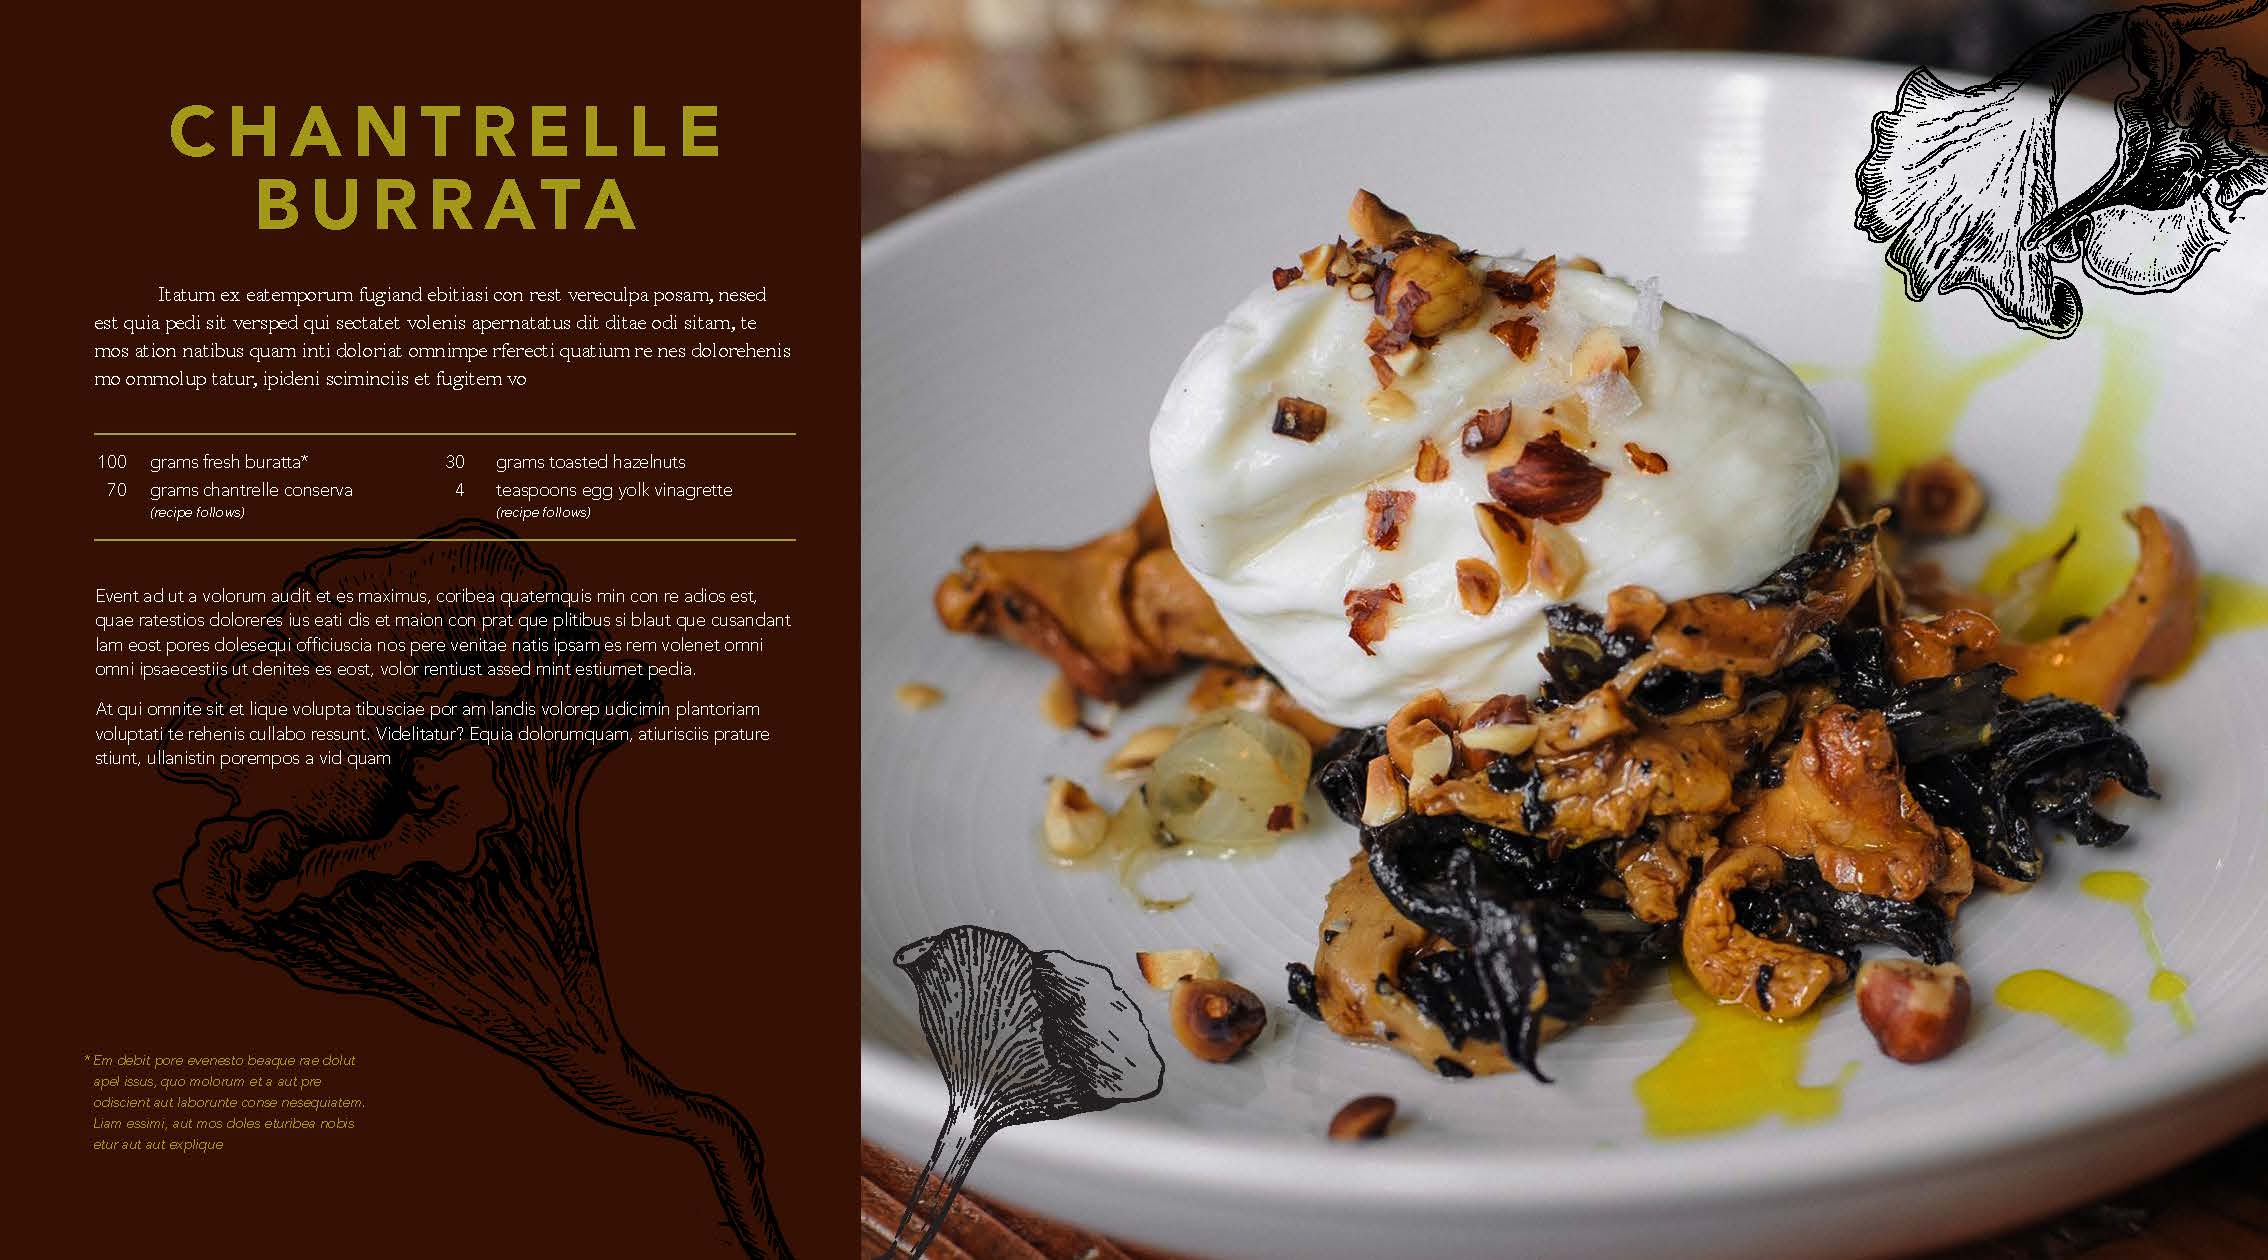 CHANTRELLE
BURRATA
Itatum ex eatemporum fugiand ebitiasi con rest vereculpa posam, nesed
est quia pedi sit versped qui sectatet volenis apernatatus dit ditae odi sitam, te
mos ation natibus quam inti doloriat omnimpe rferecti quatium re nes dolorehenis
mo ommolup tatur, ipideni sciminciis et fugitem vo
100 grams fresh buratta*
70 grams chantrelle conserva
(recipe follows)
30 grams toasted hazelnuts
4 teaspoons egg yolk vinagrette
(recipe follows)
Event ad ut a volorum audit et es maximus, coribea quatemquis min con re adios est,
quae ratestios doloreres ius eati dis et maion con prat que plitibus si blaut que cusandant
lam eost pores dolesequi officiuscia nos pere venitae natis ipsam es rem volenet omni
omni ipsaecestiis ut denites es eost, volor rentiust assed mint estiumet pedia.
At qui omnite sit et lique volupta tibusciae por am landis volorep udicimin plantoriam
voluptati te rehenis cullabo ressunt. Videlitatur? Equia dolorumquam, atiurisciis prature
stiunt, ullanistin porempos a vid quam
* Em debit pore evenesto beaque rae dolut
apel issus, quo molorum et a aut pre
odiscient aut laborunte conse nesequiatem.
Liam essimi, aut mos doles eturibea nobis
etur aut aut explique